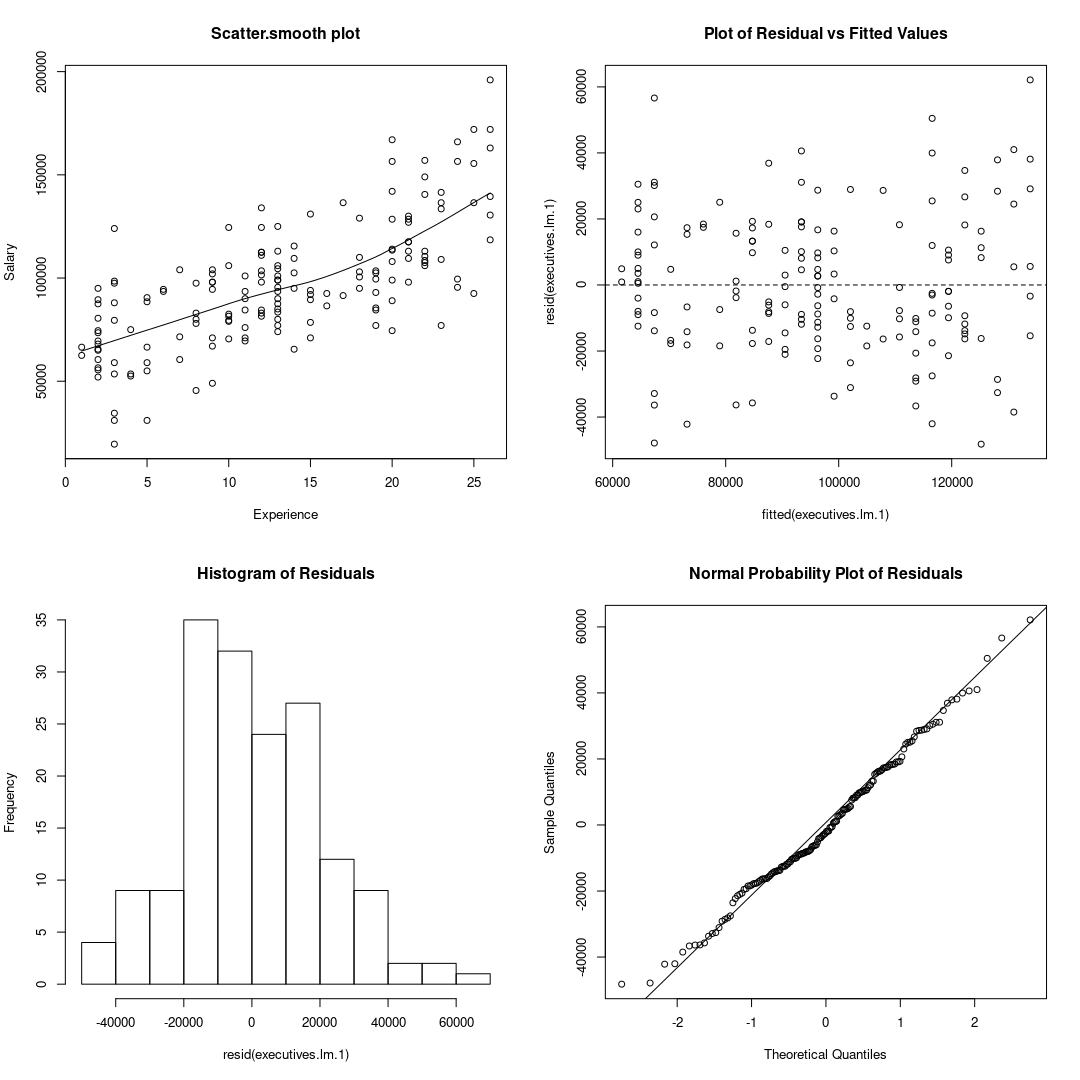 Scatter.smooth plot
Salary
50000 100000 150000 200000
0 5 10 15 20 25
Experience
Plot of Residual vs Fitted Values
resid(executives.lm.1)
-40000 -20000 0 20000 40000 60000
60000 80000 100000 120000
fitted(executives.lm.1)
Histogram of Residuals
Frequency
0 5 10 15 20 25 30 35
-40000 -20000 0 20000 40000 60000
resid(executives.lm.1)
Normal Probability Plot of Residuals
Sample Quantiles
-40000 -20000 0 20000 40000 60000
-2 -1 0 1 2
Theoretical Quantiles